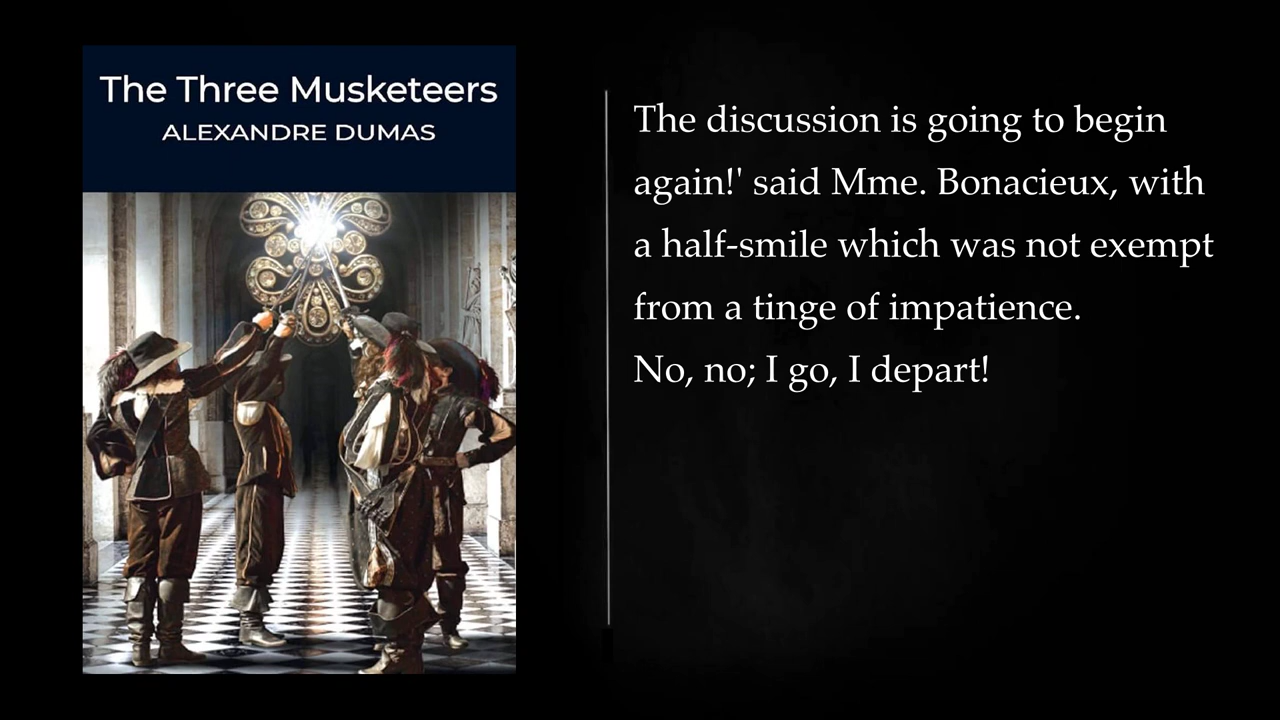 The Three Musketeers
ALEXANDRE DUMAS
The discussion is going to begin
again!' said Mme. Bonacieux, with
a half-smile which was not exempt
from a tinge of impatience.
No, no; I go, I depart!